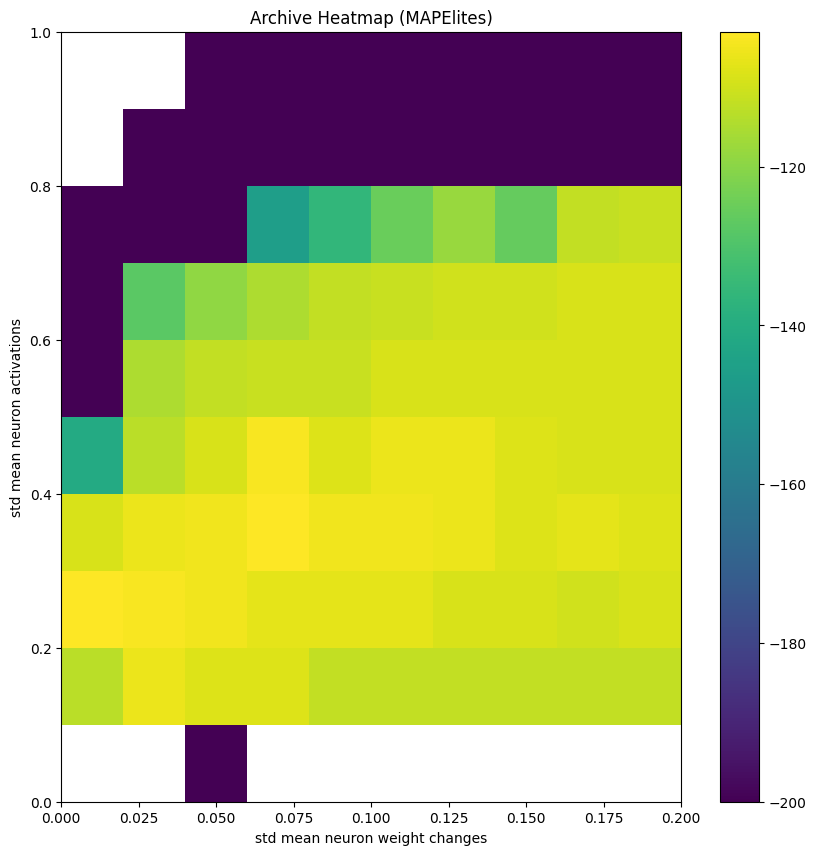 Archive Heatmap (MAPElites)
1.0
0.8
0.6
0.4
0.2
0.0
std mean neuron activations
0.000 0.025 0.050 0.075 0.100 0.125 0.150 0.175 0.200
std mean neuron weight changes
−120
−140
−160
−180
−200